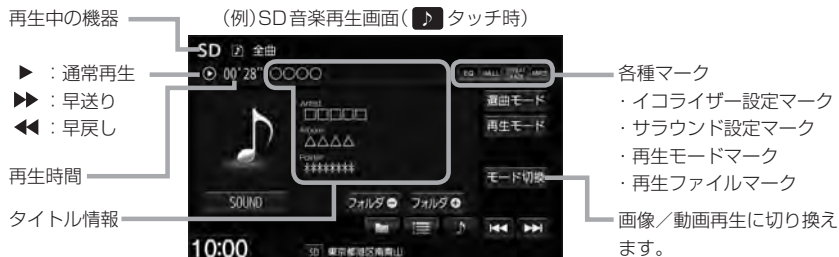 (例)SD音楽再生画面( ♪ タッチ時)
再生中の機器
▶ ：通常再生
▶▶ ：早送り
◀◀ ：早戻し
再生時間
タイトル情報
SD ♪ 全曲
00'28" ○○○○
EQ HALL
Artist
□□□□□
Album
△△△△
Folder
********
選曲モード
再生モード
モード切換
SOUND
フォルダ フォルダ
10:00
SD 東京都港区南青山
各種マーク
・イコライザー設定マーク
・サラウンド設定マーク
・再生モードマーク
・再生ファイルマーク
画像／動画再生に切り換え
ます。